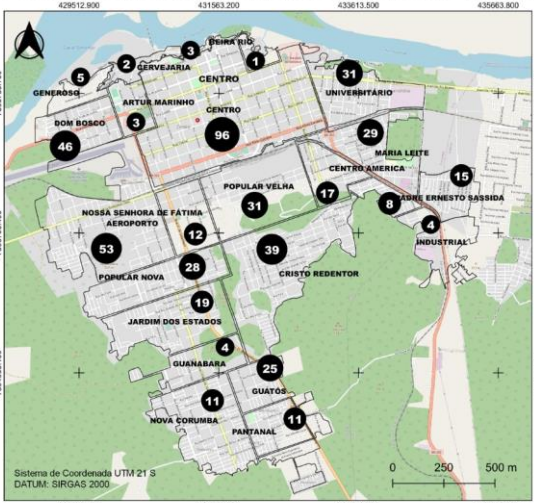 429512.900 431563.200 433613.500 435663.800
BEIRA RIO
3
2
1
CERVEJARIA
5
CENTRO
31
GENEROSO
UNIVERSITÁRIO
ARTUR MARINHO
CENTRO
DOM BOSCO
3
96
29
46
MARIA LEITE
CENTRO AMERICA
15
POPULAR VELHA
17
PADRE ERNESTO SASSIDA
8
31
NOSSA SENHORA DE FÁTIMA
4
AEROPORTO
12
INDUSTRIAL
53
39
28
POPULAR NOVA
CRISTO REDENTOR
19
JARDIM DOS ESTADOS
4
GUANABARA
25
GUATÓS
11
NOVA CORUMBA
11
PANTANAL
Sistema de Coordenada UTM 21 S
DATUM: SIRGAS 2000
0 250 500 m